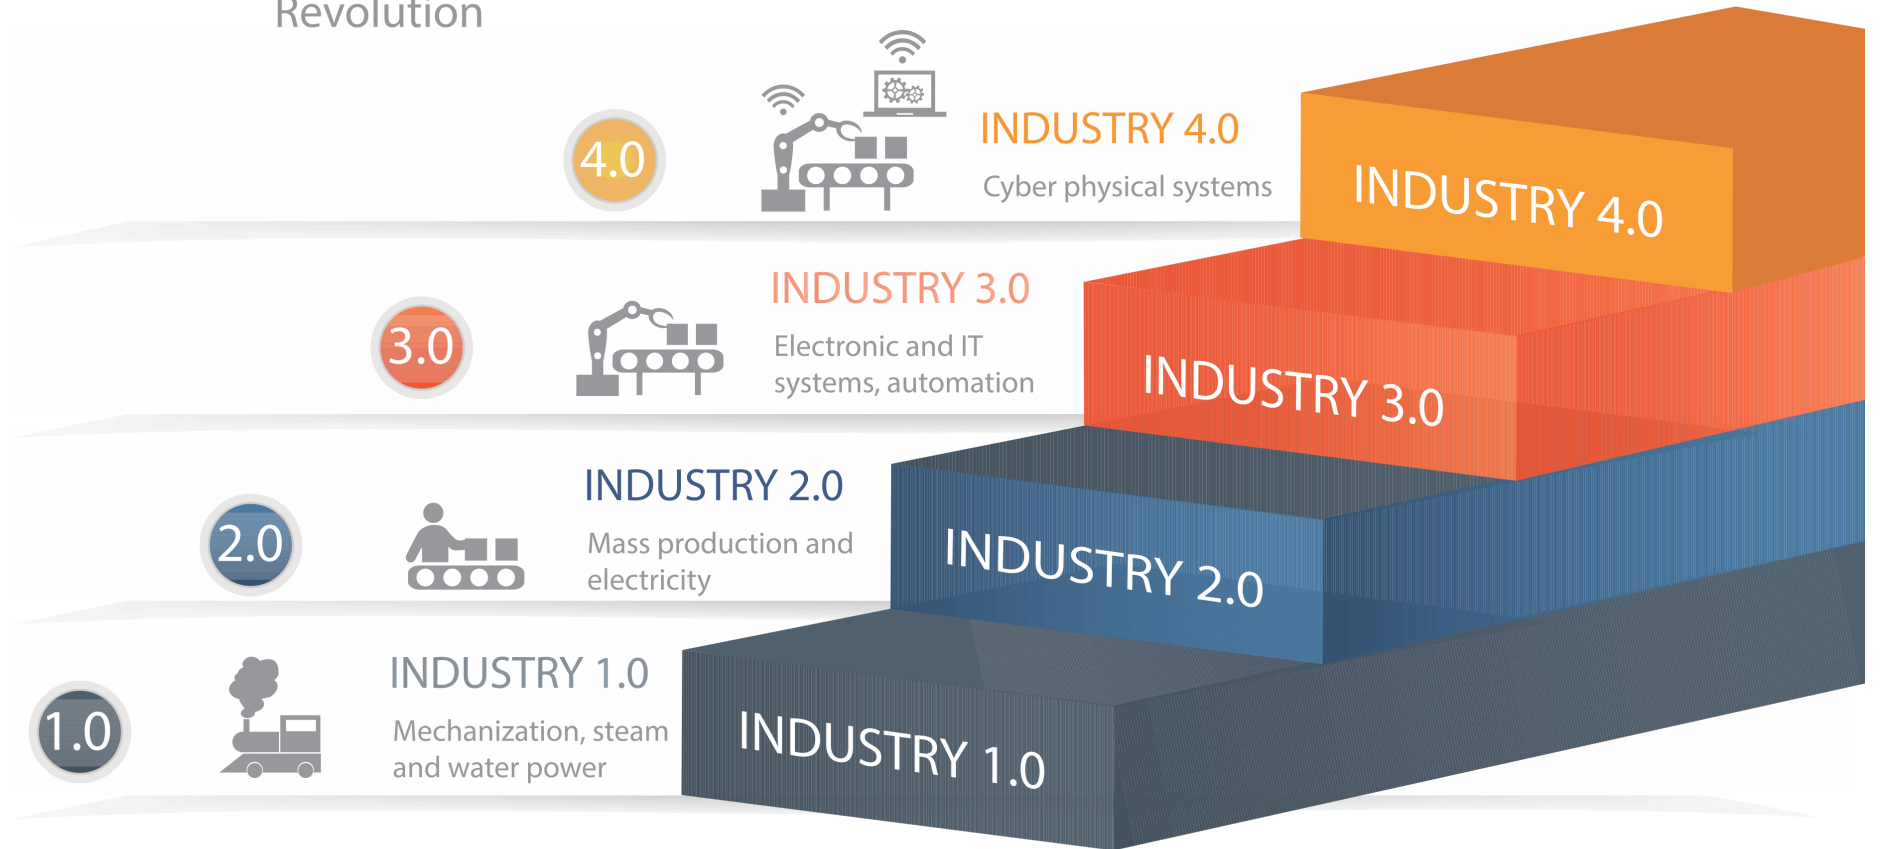 Revolution
4.0
INDUSTRY 4.0
Cyber physical systems
INDUSTRY 4.0
3.0
INDUSTRY 3.0
Electronic and IT
systems, automation
INDUSTRY 3.0
2.0
INDUSTRY 2.0
Mass production and
electricity
INDUSTRY 2.0
1.0
INDUSTRY 1.0
Mechanization, steam
and water power
INDUSTRY 1.0